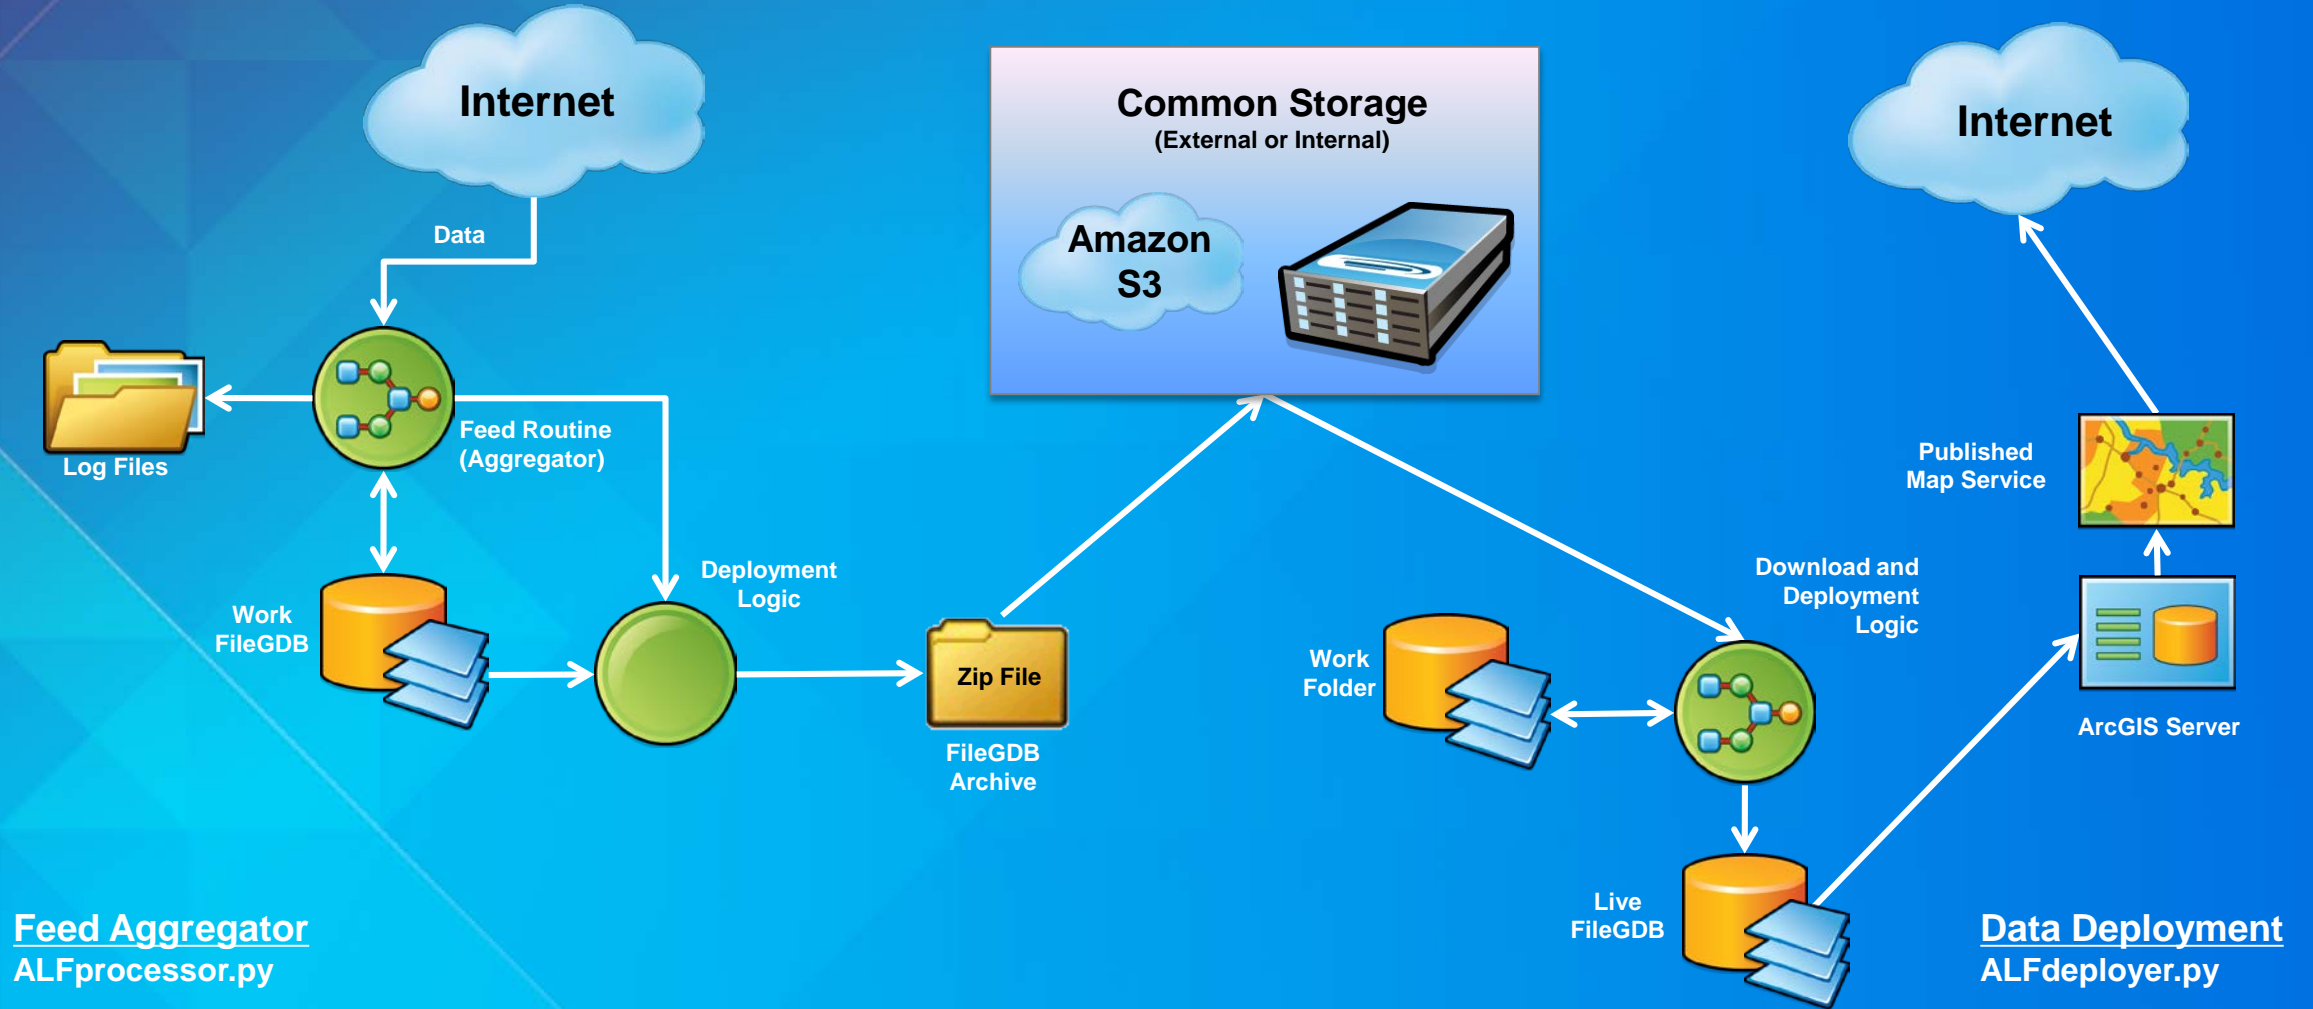 Internet
Common Storage
(External or Internal)
Amazon
S3
Internet
Data
Log Files
Feed Routine
(Aggregator)
Published
Map Service
Work
FileGDB
Deployment
Logic
Zip File
FileGDB
Archive
Work
Folder
Download and
Deployment
Logic
ArcGIS Server
Live
FileGDB
Feed Aggregator
ALFprocessor.py
Data Deployment
ALFdeployer.py